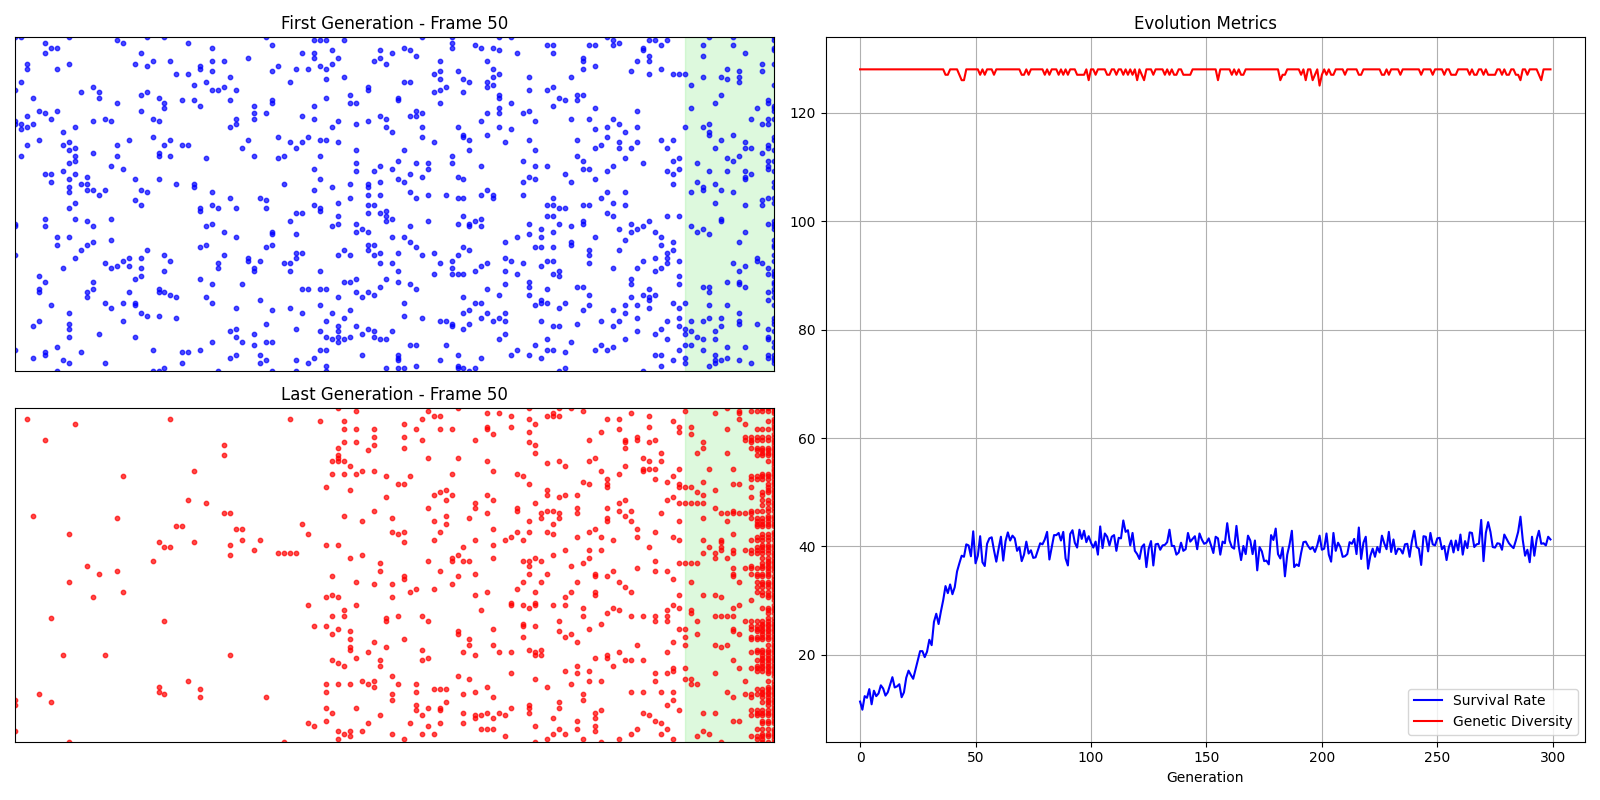 First Generation - Frame 50
Last Generation - Frame 50
Evolution Metrics
120
100
80
60
40
20
0
50
100
150
200
250
300
Generation
Survival Rate
Genetic Diversity